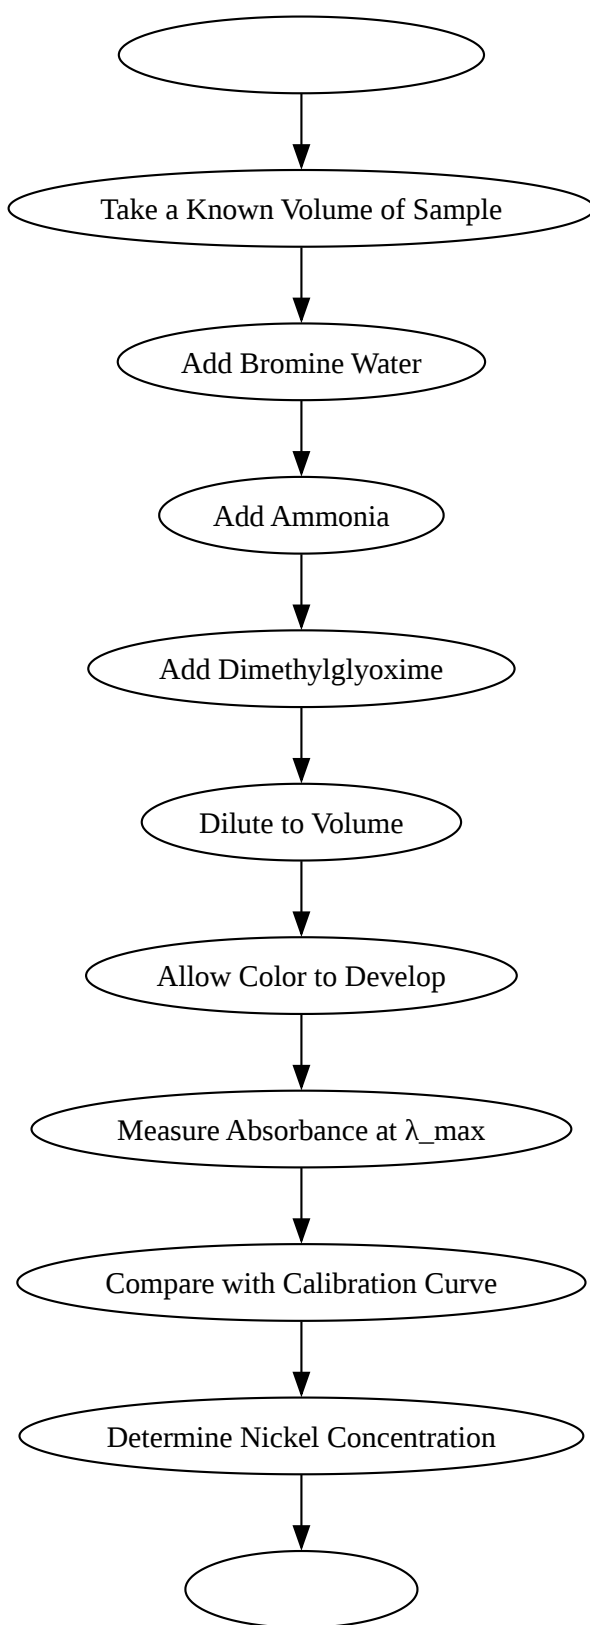 Take a Known Volume of Sample
Add Bromine Water
Add Ammonia
Add Dimethylglyoxime
Dilute to Volume
Allow Color to Develop
Measure Absorbance at λ_max
Compare with Calibration Curve
Determine Nickel Concentration